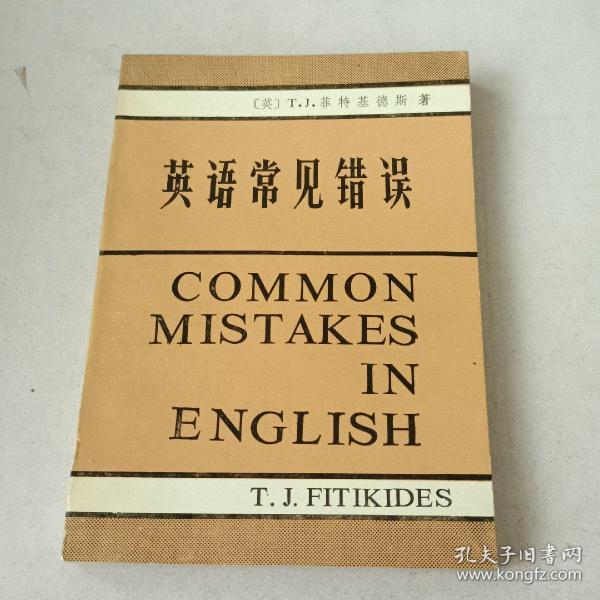 〔英〕T.J.菲特基德斯 著
英语常见错误
COMMON
MISTAKES
IN
ENGLISH
T. J. FITIKIDES
孔夫子旧书网
www.kongfz.com